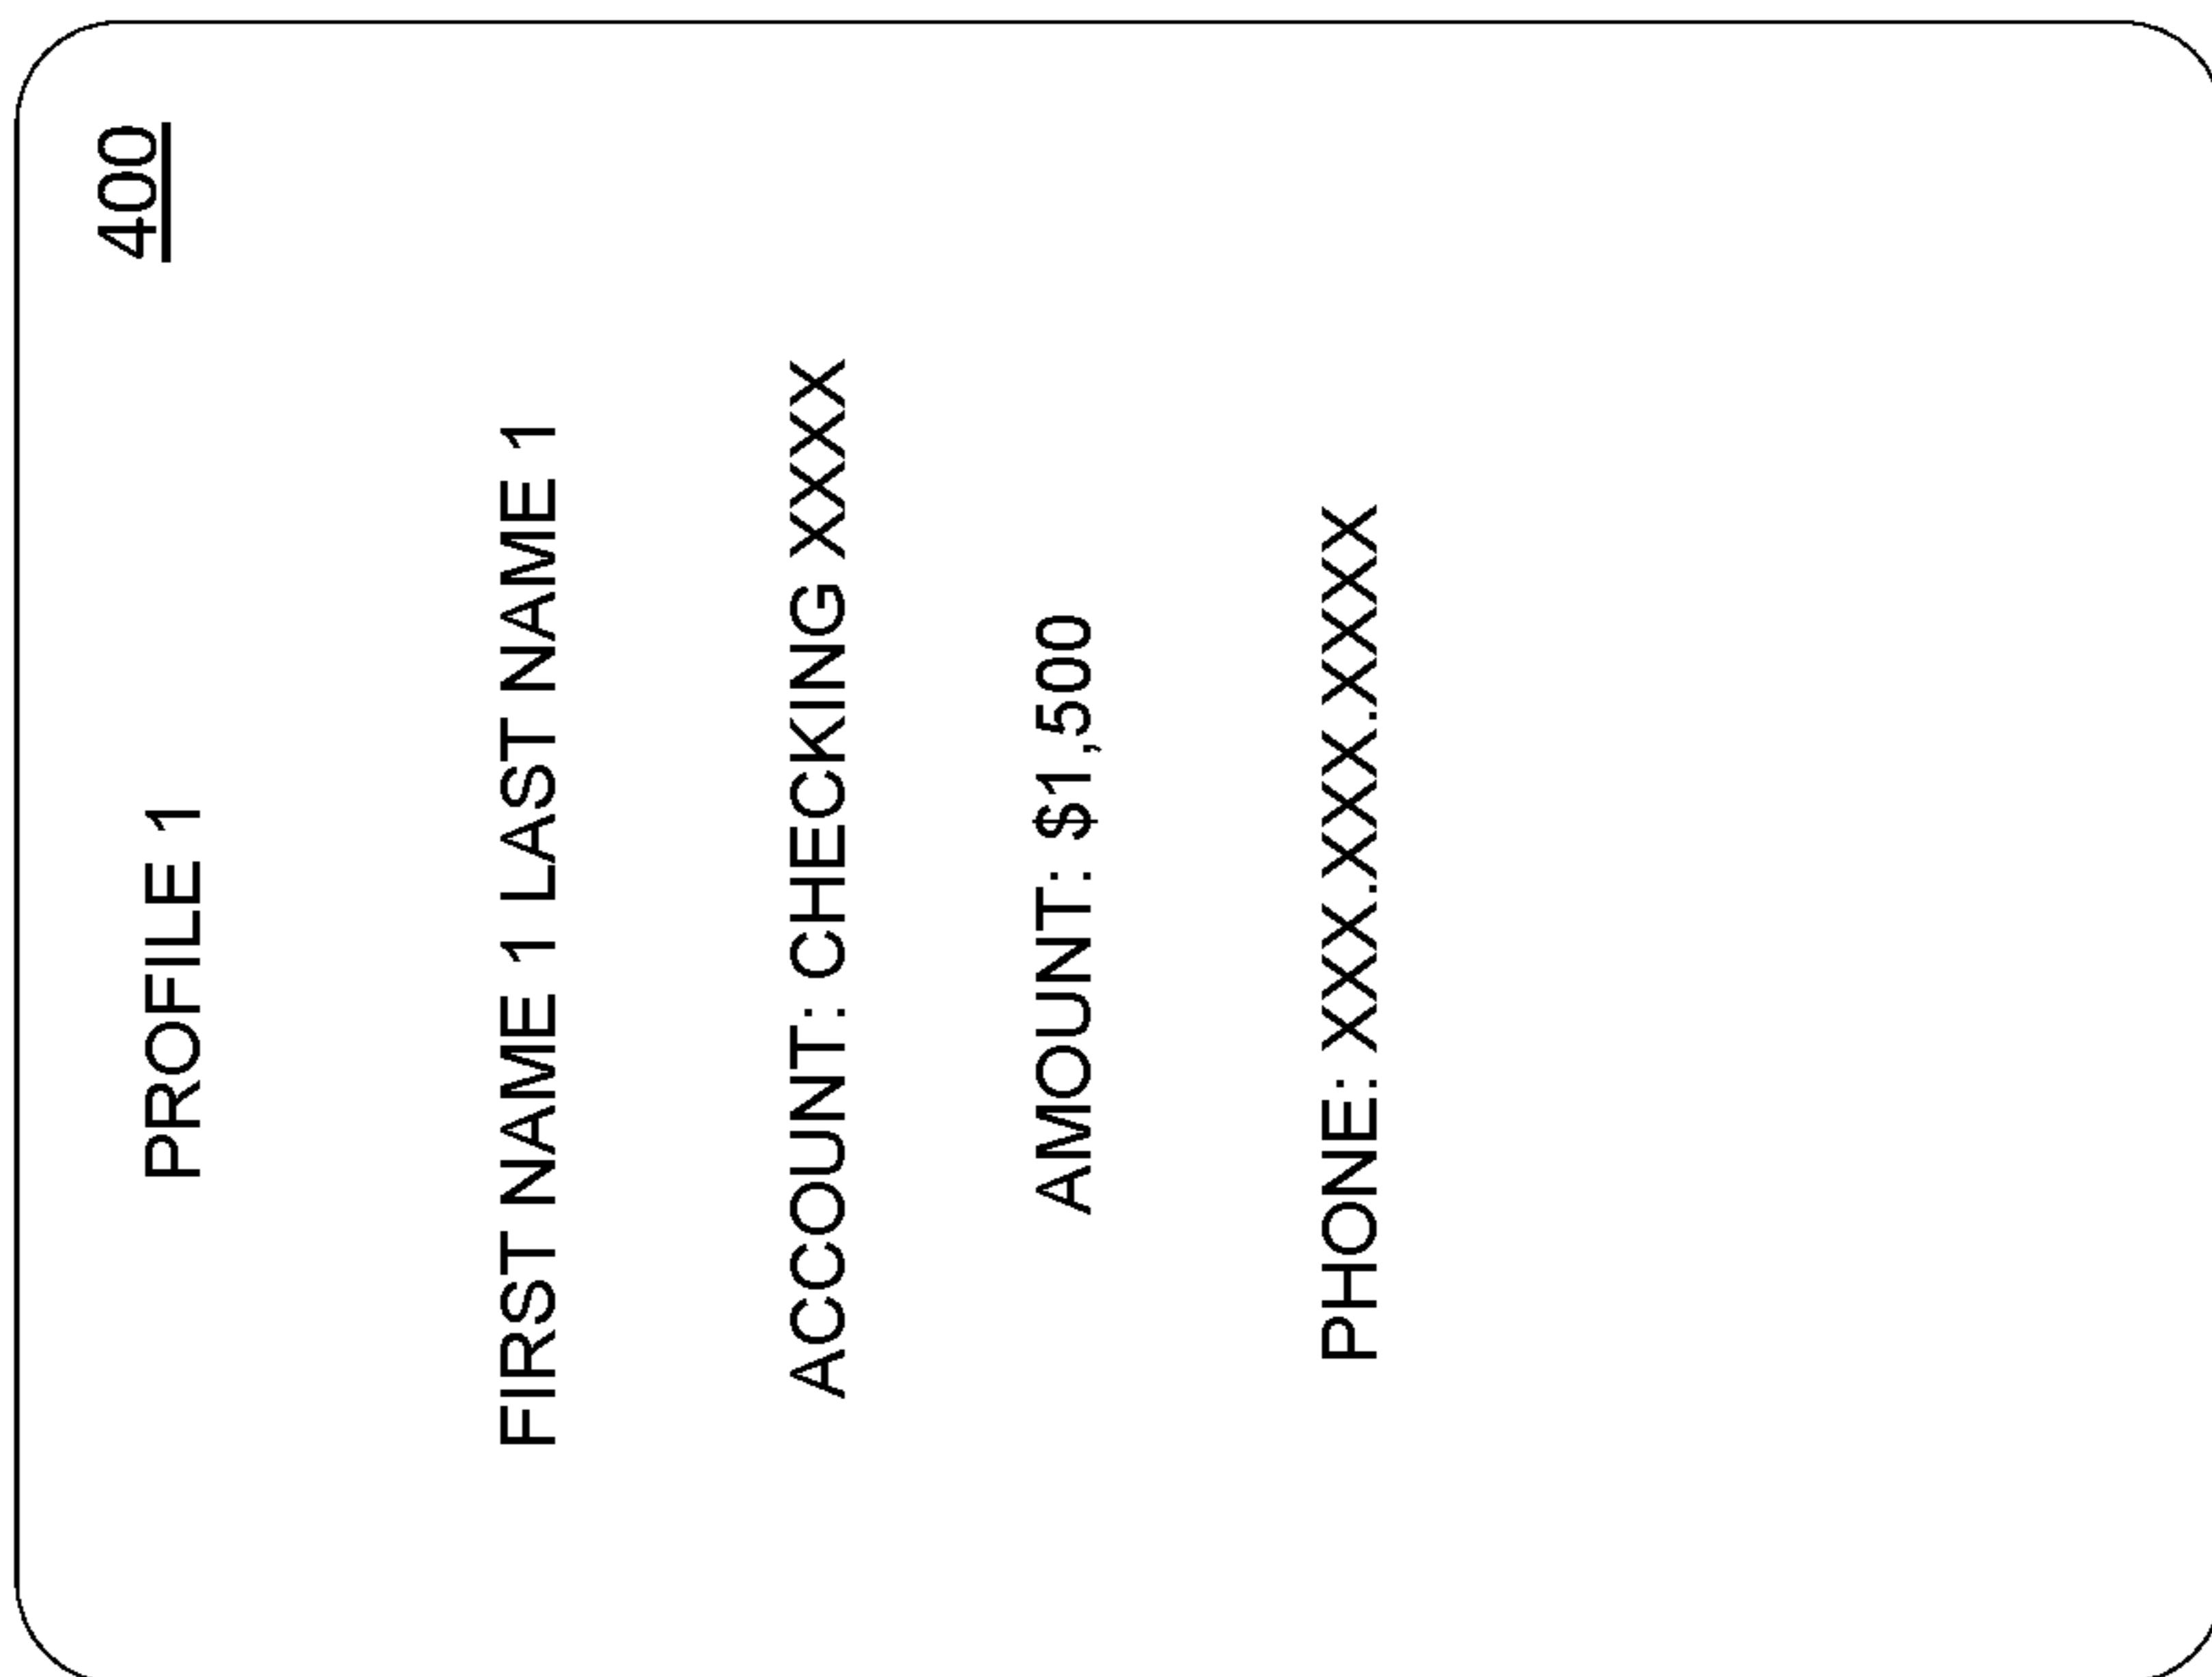 400
PROFILE 1
FIRST NAME 1 LAST NAME 1
ACCOUNT: CHECKING XXXX
AMOUNT: $1,500
PHONE: XXX.XXX.XXXX